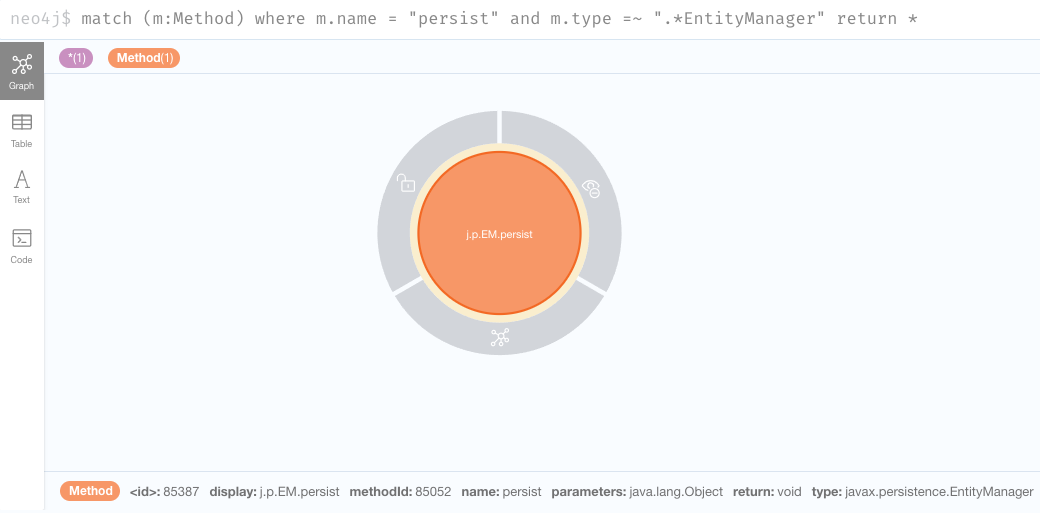 neo4j$ match (m:Method) where m.name = "persist" and m.type =~ ".*EntityManager" return *
*(1) Method(1)
Graph
Table
Text
Code
j.p.EM.persist
Method <id>: 85387 display: j.p.EM.persist methodId: 85052 name: persist parameters: java.lang.Object return: void type: javax.persistence.EntityManager